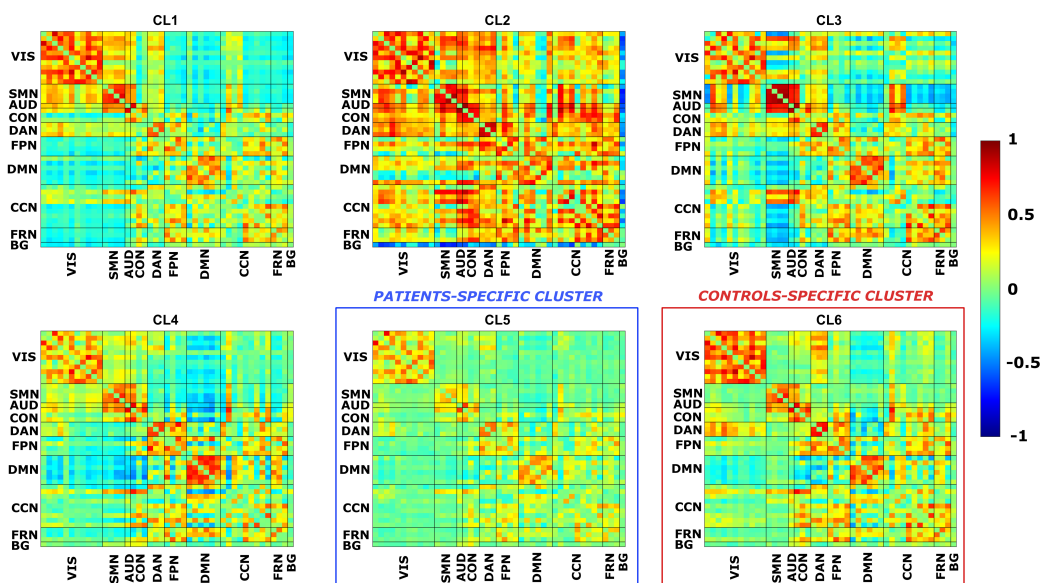 CL1
CL2
CL3
VIS
SMN
AUD
CON
DAN
FPN
DMN
CCN
FRN
BG
VIS
SMN
AUD
CON
DAN
FPN
DMN
CCN
FRN
BG
VIS
SMN
AUD
CON
DAN
FPN
DMN
CCN
FRN
BG
VIS
SMN
AUD
CON
DAN
FPN
DMN
CCN
FRN
BG
VIS
SMN
AUD
CON
DAN
FPN
DMN
CCN
FRN
BG
VIS
SMN
AUD
CON
DAN
FPN
DMN
CCN
FRN
BG
1
0.5
0
-0.5
-1
PATIENTS-SPECIFIC CLUSTER
CONTROLS-SPECIFIC CLUSTER
CL4
CL5
CL6
VIS
SMN
AUD
CON
DAN
FPN
DMN
CCN
FRN
BG
VIS
SMN
AUD
CON
DAN
FPN
DMN
CCN
FRN
BG
VIS
SMN
AUD
CON
DAN
FPN
DMN
CCN
FRN
BG
VIS
SMN
AUD
CON
DAN
FPN
DMN
CCN
FRN
BG
VIS
SMN
AUD
CON
DAN
FPN
DMN
CCN
FRN
BG
VIS
SMN
AUD
CON
DAN
FPN
DMN
CCN
FRN
BG